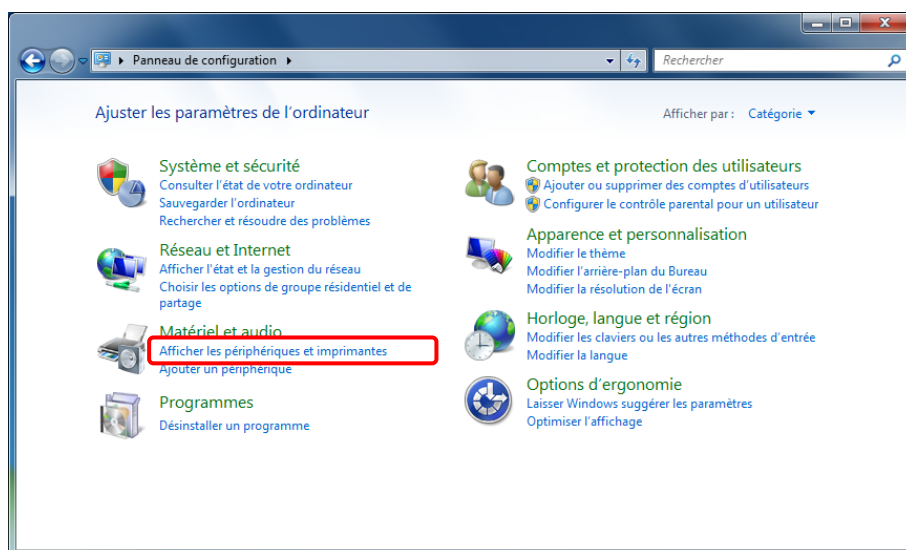 Panneau de configuration
Rechercher
Ajuster les paramètres de l'ordinateur
Afficher par : Catégorie
Système et sécurité
Consulter l'état de votre ordinateur
Sauvegarder l'ordinateur
Rechercher et résoudre des problèmes
Réseau et Internet
Afficher l'état et la gestion du réseau
Choisir les options de groupe résidentiel et de
partage
Matériel et audio
Afficher les périphériques et imprimantes
Ajouter un périphérique
Programmes
Désinstaller un programme
Comptes et protection des utilisateurs
Ajouter ou supprimer des comptes d'utilisateurs
Configurer le contrôle parental pour un utilisateur
Apparence et personnalisation
Modifier le thème
Modifier l'arrière-plan du Bureau
Modifier la résolution de l'écran
Horloge, langue et région
Modifier les claviers ou les autres méthodes d'entrée
Modifier la langue
Options d'ergonomie
Laisser Windows suggérer les paramètres
Optimiser l'affichage